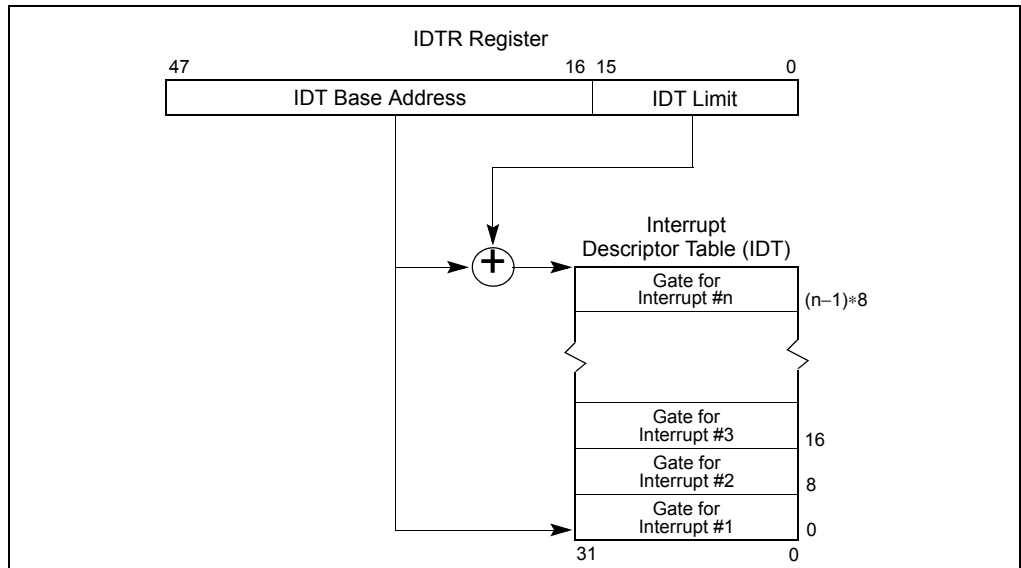 IDTR Register
47 16 15 0
IDT Base Address IDT Limit
+
Interrupt
Descriptor Table (IDT)
Gate for
Interrupt #n
(n–1)∗8
Gate for
Interrupt #3
16
Gate for
Interrupt #2
8
Gate for
Interrupt #1
0
31 0